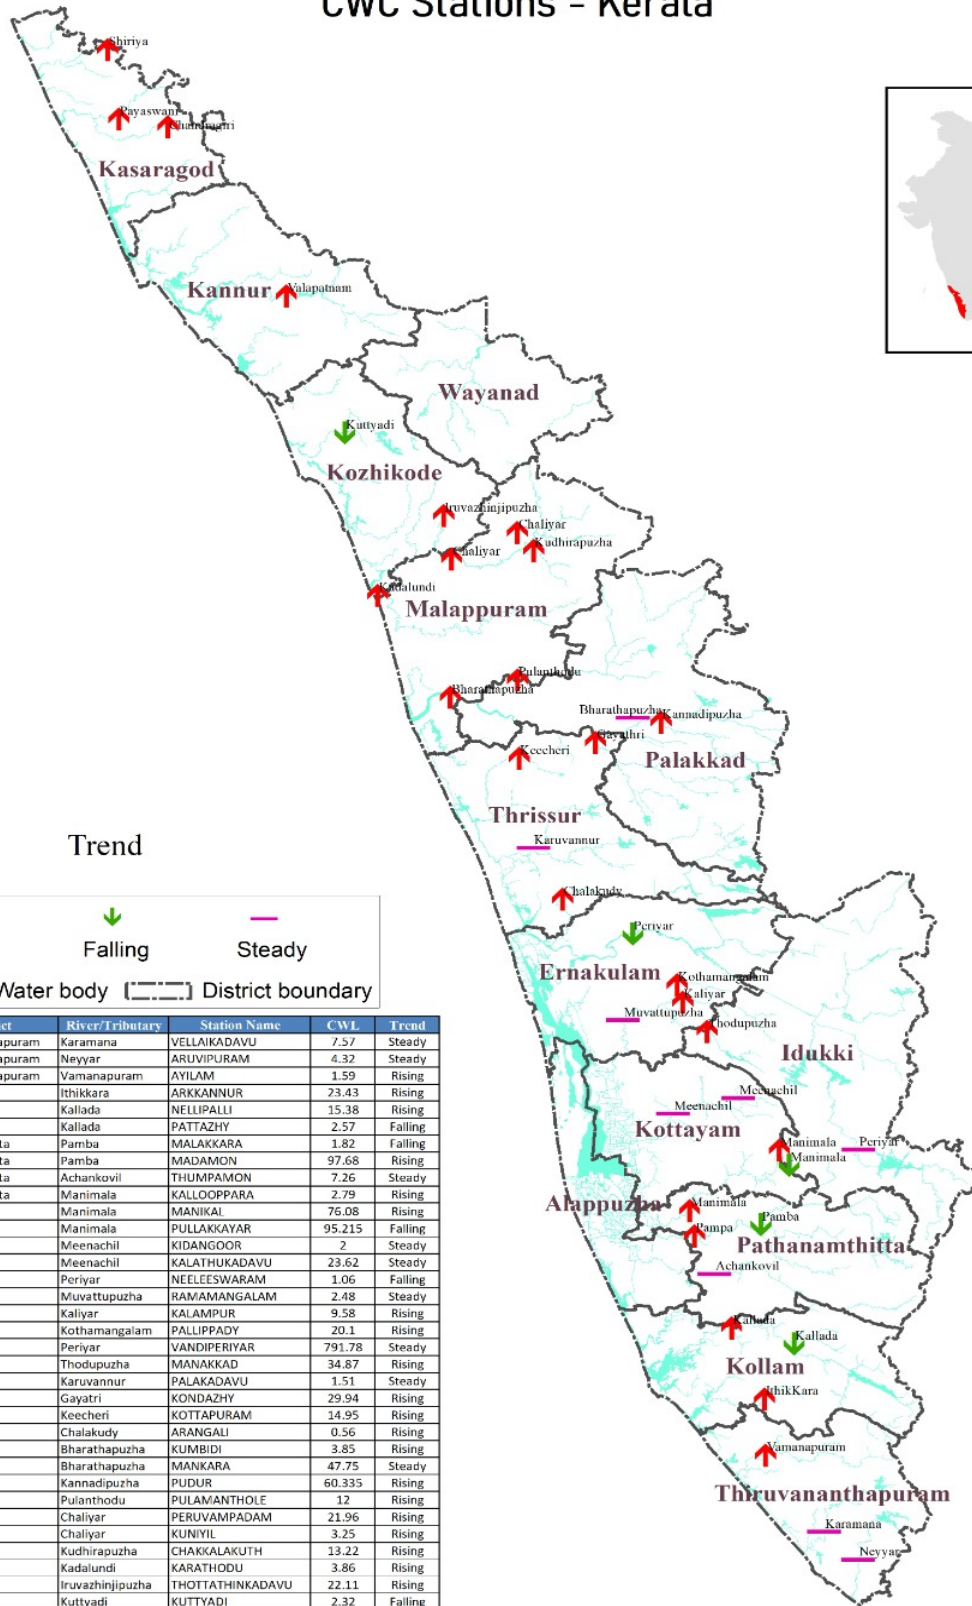 CWC Stations - Kerala
Shiriya
Payaswani
Chandragiri
Kasaragod
Kannur
Valapatnam
Wayanad
Kuttyadi
Kozhikode
Iruvazhinjipuzha
Chaliyar
Kudhirapuzha
Chaliyar
Kadalundi
Malappuram
Pulanthodu
Bharathapuzha
Bharathapuzha
Kannadipuzha
Gayathri
Keecheri
Palakkad
Thrissur
Karuvannur
Chalakudy
Periyar
Ernakulam
Kothamangalam
Kaliyar
Muvattupuzha
Thodupuzha
Idukki
Meenachil
Meenachil
Kottayam
Manimala
Periyar
Manimala
Alappuzha
Manimala
Pamba
Pampa
Pathanamthitta
Achankovil
Kallada
Kallada
Kollam
IthikKara
Vamanapuram
Thiruvananthapuram
Karamana
Neyyar
Trend
Falling Steady
Water body District boundary
ct River/Tributary Station Name CWL Trend
apuram Karamana VELLAIKADAVU 7.57 Steady
apuram Neyyar ARUVIPURAM 4.32 Steady
apuram Vamanapuram AYILAM 1.59 Rising
Ithikkara ARKKANNUR 23.43 Rising
Kallada NELLIPALLI 15.38 Rising
Kallada PATTAZHY 2.57 Falling
ta Pamba MALAKKARA 1.82 Falling
ta Pamba MADAMON 97.68 Rising
ta Achankovil THUMPAMON 7.26 Steady
ta Manimala KALLOOPPARA 2.79 Rising
Manimala MANIKAL 76.08 Rising
Manimala PULLAKKAYAR 95.215 Falling
Meenachil KIDANGOOR 2 Steady
Meenachil KALATHUKADAVU 23.62 Steady
Periyar NEELEESWARAM 1.06 Falling
Muvattupuzha RAMAMANGALAM 2.48 Steady
Kaliyar KALAMPUR 9.58 Rising
Kothamangalam PALLIPPADY 20.1 Rising
Periyar VANDIPERIYAR 791.78 Steady
Thodupuzha MANAKKAD 34.87 Rising
Karuvannur PALAKADAVU 1.51 Steady
Gayatri KONDAZHY 29.94 Rising
Keecheri KOTTAPURAM 14.95 Rising
Chalakudy ARANGALI 0.56 Rising
Bharathapuzha KUMBIDI 3.85 Rising
Bharathapuzha MANKARA 47.75 Steady
Kannadipuzha PUDUR 60.335 Rising
Pulanthodu PULAMANTHOLE 12 Rising
Chaliyar PERUVAMPADAM 21.96 Rising
Chaliyar KUNIYIL 3.25 Rising
Kudhirapuzha CHAKKALAKUTH 13.22 Rising
Kadalundi KARATHODU 3.86 Rising
Iruvazhinjipuzha THOTTATHINKADAVU 22.11 Rising
Kuttyadi KUTTYADI 2.32 Falling